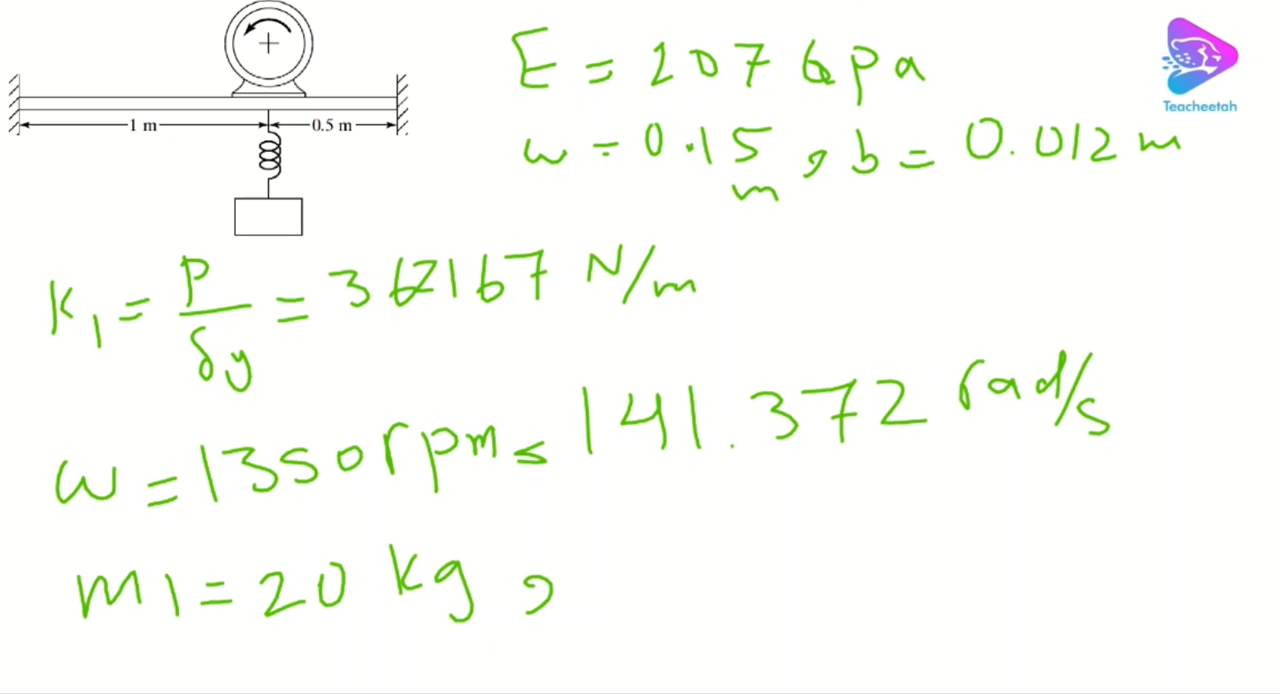 Teacheetah
1 m 0.5 m
E = 207 GPa
w = 0.15 m, b = 0.012 m
K1 = P/δy = 362167 N/m
ω = 1350 rpm = 141.372 rad/s
m1 = 20 kg,